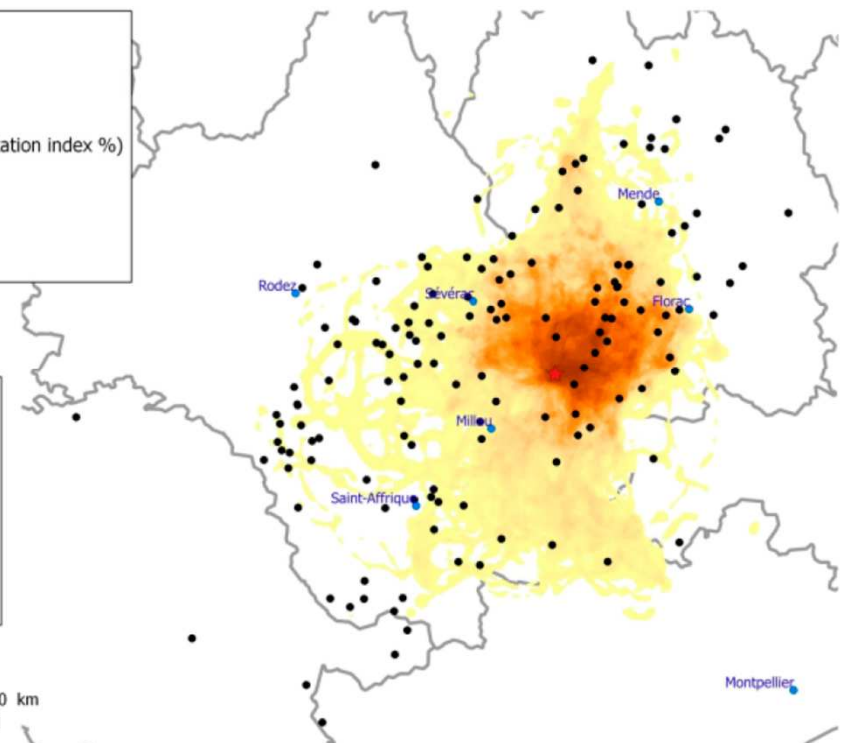 ation index %)
Mende
Rodez
Sévérac
Florac
Millau
Saint-Affrique
0 km
Montpellier